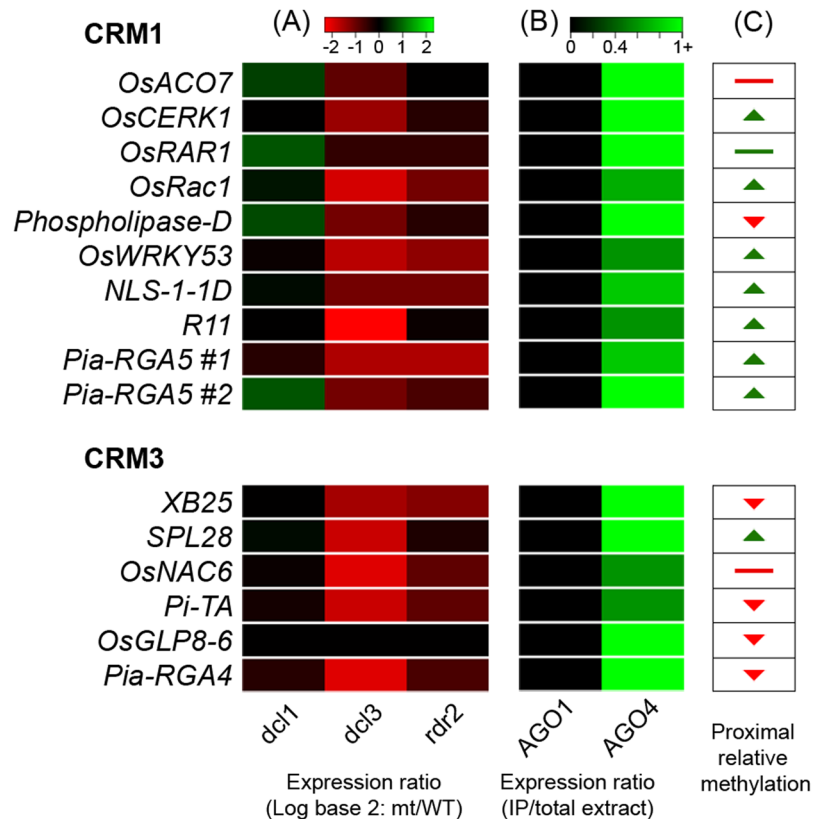 CRM1
(A)
-2 -1 0 1 2
(B)
0 0.4 1+
(C)
OsACO7
OsCERK1
OsRAR1
OsRac1
Phospholipase-D
OsWRKY53
NLS-1-1D
R11
Pia-RGA5 #1
Pia-RGA5 #2
CRM3
XB25
SPL28
OsNAC6
Pi-TA
OsGLP8-6
Pia-RGA4
dcl1
dcl3
rdr2
AGO1
AGO4
Expression ratio
(Log base 2: mt/WT)
Expression ratio
(IP/total extract)
Proximal
relative
methylation